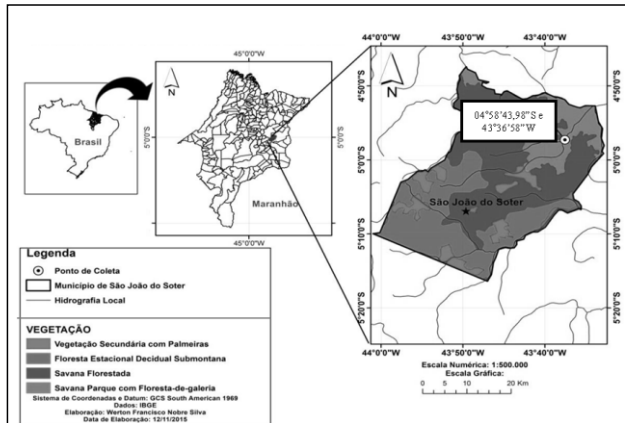 Brasil
N
45°0'0"W
5°0'0"S
5°0'0"S
Maranhão
45°0'0"W
44°0'0"W
43°50'0"W
43°40'0"W
N
4°50'0"S
4°50'0"S
04°58'43,98"S e
43°36'58"W
5°0'0"S
5°0'0"S
São João do Soter
5°10'0"S
5°10'0"S
5°20'0"S
5°20'0"S
44°0'0"W
43°50'0"W
43°40'0"W
Escala Numérica: 1:500.000
Escala Gráfica:
0 5 10 20 Km
Legenda
Ponto de Coleta
Município de São João do Soter
Hidrografia Local
VEGETAÇÃO
Vegetação Secundária com Palmeiras
Floresta Estacional Decidual Submontana
Savana Florestada
Savana Parque com Floresta-de-galeria
Sistema de Coordenadas e Datum: GCS South American 1969
Dados: IBGE
Elaboração: Werton Francisco Nobre Silva
Data de Elaboração: 12/11/2015